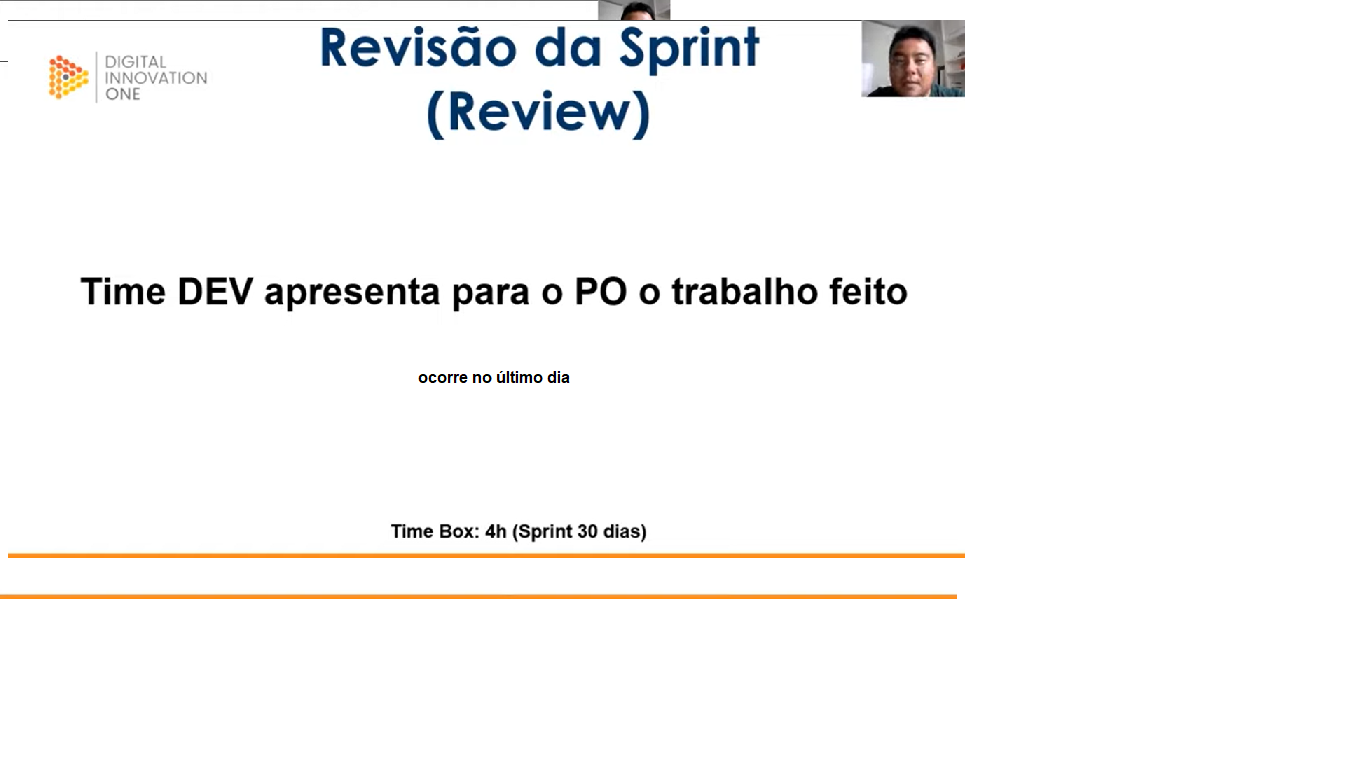 DIGITAL
INNOVATION
ONE
Revisão da Sprint
(Review)
Time DEV apresenta para o PO o trabalho feito
ocorre no último dia
Time Box: 4h (Sprint 30 dias)